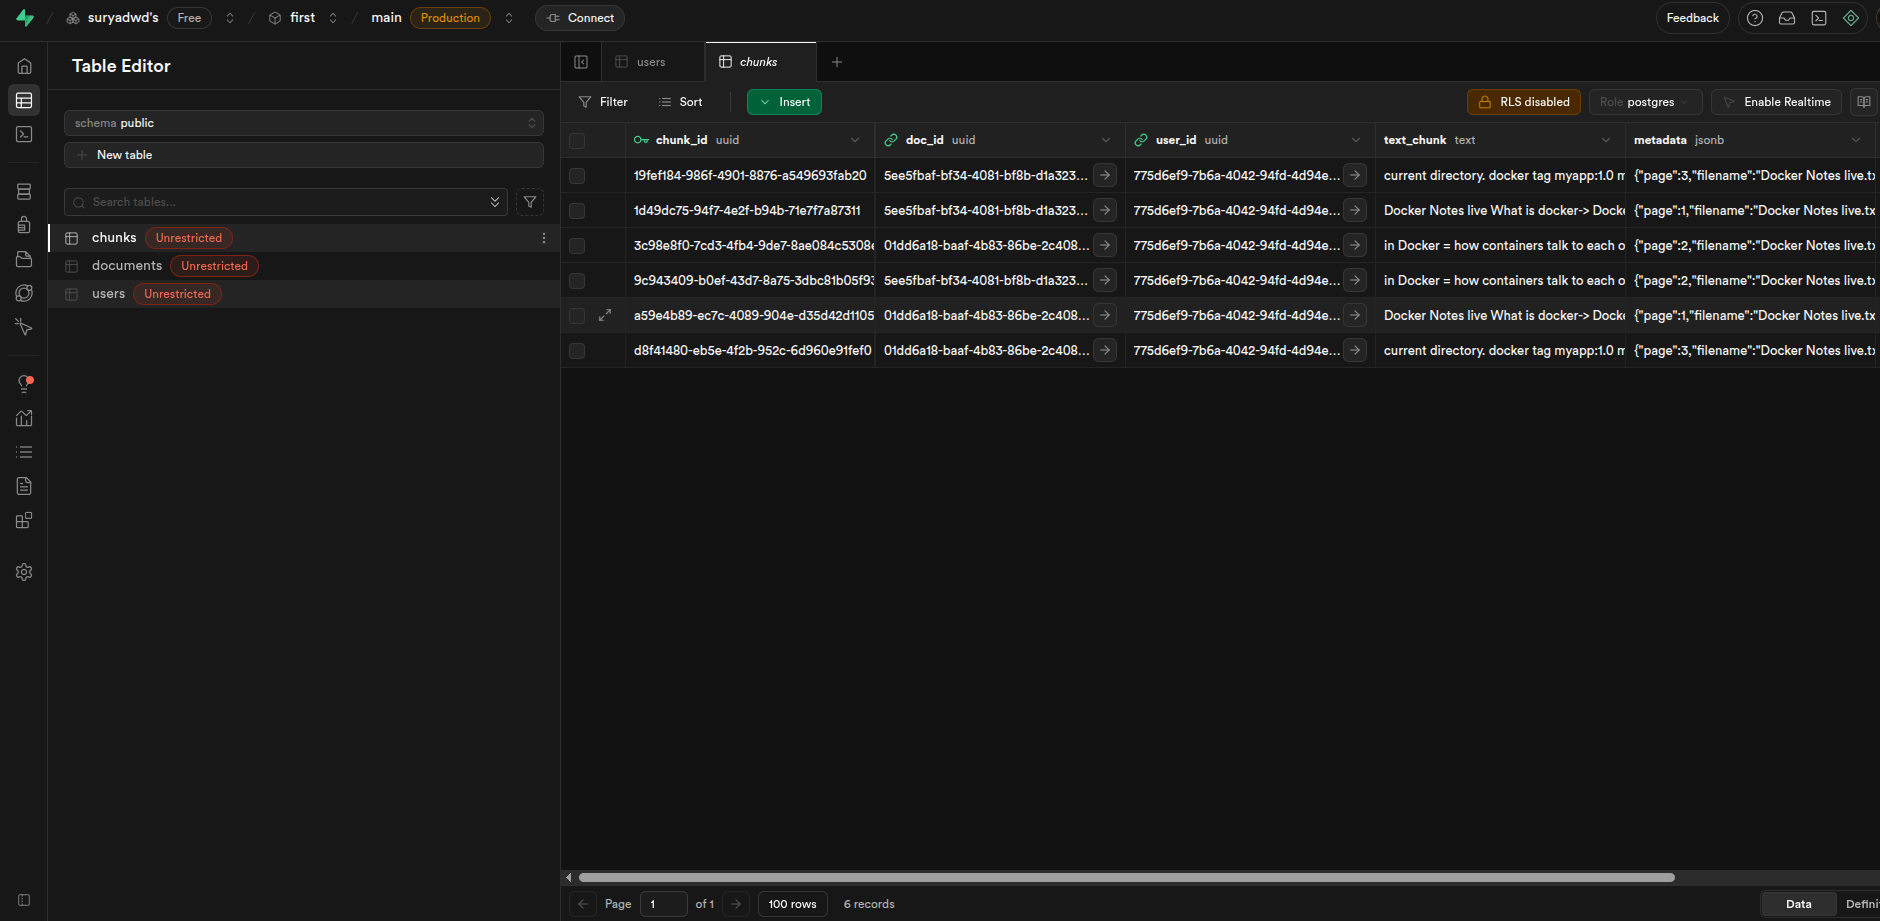 suryadwd's Free first main Production Connect Feedback
Table Editor
users chunks
Filter Sort Insert RLS disabled Role postgres Enable Realtime
schema public
New table
Search tables...
chunks Unrestricted
documents Unrestricted
users Unrestricted
chunk_id uuid doc_id uuid user_id uuid text_chunk text metadata jsonb
19fef184-986f-4901-8876-a549693fab20 5ee5fbaf-bf34-4081-bf8b-d1a323... 775d6ef9-7b6a-4042-94fd-4d94e... current directory. docker tag myapp:1.0 m {"page":3,"filename":"Docker Notes live.tx
1d49dc75-94f7-4e2f-b94b-71e7f7a87311 5ee5fbaf-bf34-4081-bf8b-d1a323... 775d6ef9-7b6a-4042-94fd-4d94e... Docker Notes live What is docker-> Docke {"page":1,"filename":"Docker Notes live.tx
3c98e8f0-7cd3-4fb4-9de7-8ae084c5308e 01dd6a18-baaf-4b83-86be-2c408... 775d6ef9-7b6a-4042-94fd-4d94e... in Docker = how containers talk to each o {"page":2,"filename":"Docker Notes live.tx
9c943409-b0ef-43d7-8a75-3dbc81b05f93 5ee5fbaf-bf34-4081-bf8b-d1a323... 775d6ef9-7b6a-4042-94fd-4d94e... in Docker = how containers talk to each o {"page":2,"filename":"Docker Notes live.tx
a59e4b89-ec7c-4089-904e-d35d42d1105 01dd6a18-baaf-4b83-86be-2c408... 775d6ef9-7b6a-4042-94fd-4d94e... Docker Notes live What is docker-> Docke {"page":1,"filename":"Docker Notes live.tx
d8f41480-eb5e-4f2b-952c-6d960e91fef0 01dd6a18-baaf-4b83-86be-2c408... 775d6ef9-7b6a-4042-94fd-4d94e... current directory. docker tag myapp:1.0 m {"page":3,"filename":"Docker Notes live.tx
Page 1 of 1 100 rows 6 records Data Defini